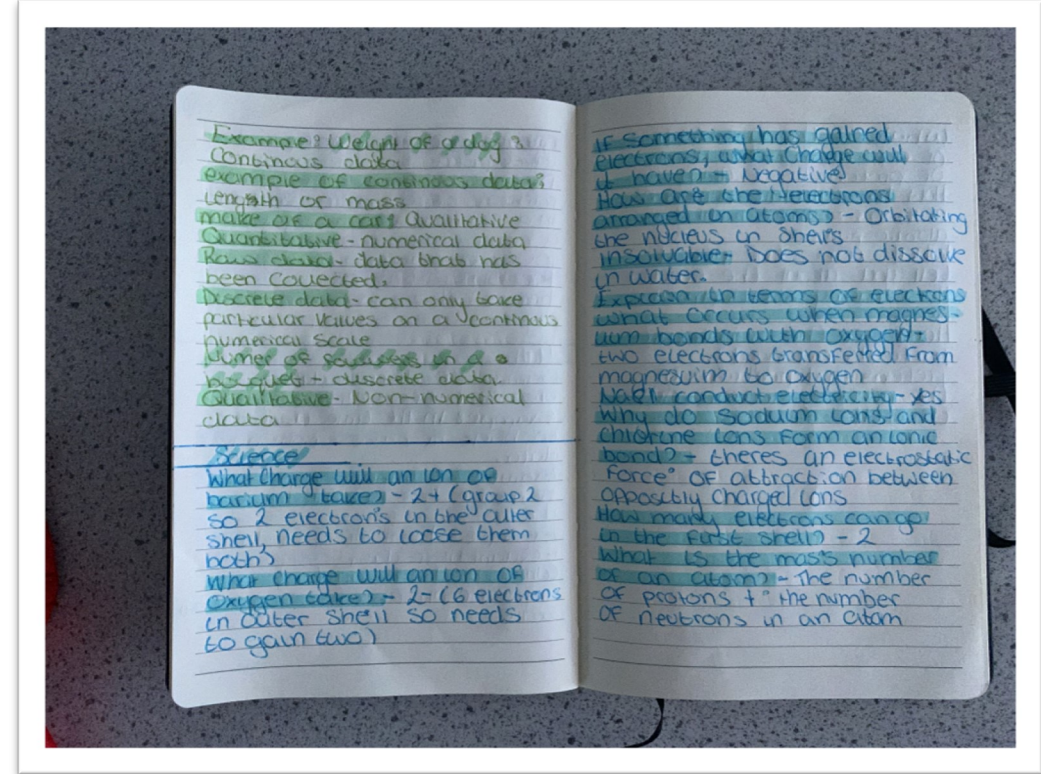 Example: Weight of a dog?
Continous data
example of continous data?
Length or mass
make of a car: Qualitative
Quantitative - numerical data
Raw data - data that has
been collected.
Discrete data - can only take
particular values on a continous
numerical scale
Numer of in a
bouquet - discrete data.
Qualitative - Non-numerical
data
Science
What charge will an ion of
barium take? - 2+ (group 2
so 2 electrons in the outer
shell, needs to loose them
both)
What charge will an ion of
Oxygen take? - 2- (6 electrons
in outer shell so needs
to gain two)
If something has gained
electrons, what charge will
it have? - Negative
How are the electrons
arranged in atoms? - Orbitaking
the nucleus in shells
insolvable - Does not dissolve
in water.
Explain in terms of electrons
what occurs when magnes-
ium bonds with oxygen -
two electrons transferred from
magnesuim to oxygen
conduct electricity - yes
Why do sodium ions and
chlorine ions form an ionic
bond? - theres an electrostatic
force of attraction between
oppositly charged ions
How many electrons can go
in the first shell? - 2
What is the mass number
of an atom? - The number
of protons + the number
of neutrons in an atom